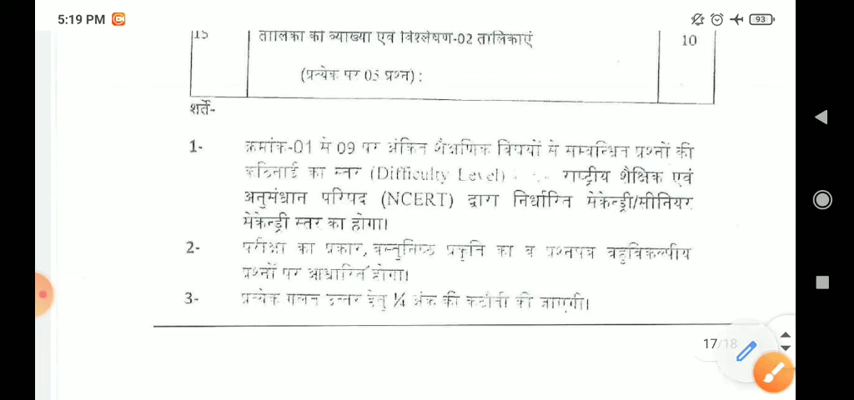 5:19 PM 93
15 तालिका की व्याख्या एवं विश्लेषण-02 तालिकाएं 10
(प्रत्येक पर 05 प्रश्न) :
शर्ते-
1- क्रमांक-01 से 09 पर अंकित शैक्षणिक विषयों से सम्बन्धित प्रश्नों की
कठिनाई का स्तर (Difficulty Level) राष्ट्रीय शैक्षिक एवं
अनुसंधान परिषद (NCERT) द्वारा निर्धारित सेकेन्ड्री/सीनियर
सेकेन्ड्री स्तर का होगा।
2- परीक्षा का प्रकार, वस्तुनिष्ठ प्रकृति का व प्रश्नपत्र बहुविकल्पीय
प्रश्नों पर आधारित होगा।
3- प्रत्येक गलत उत्तर हेतु ¼ अंक की कटौती की जाएगी।
17/18